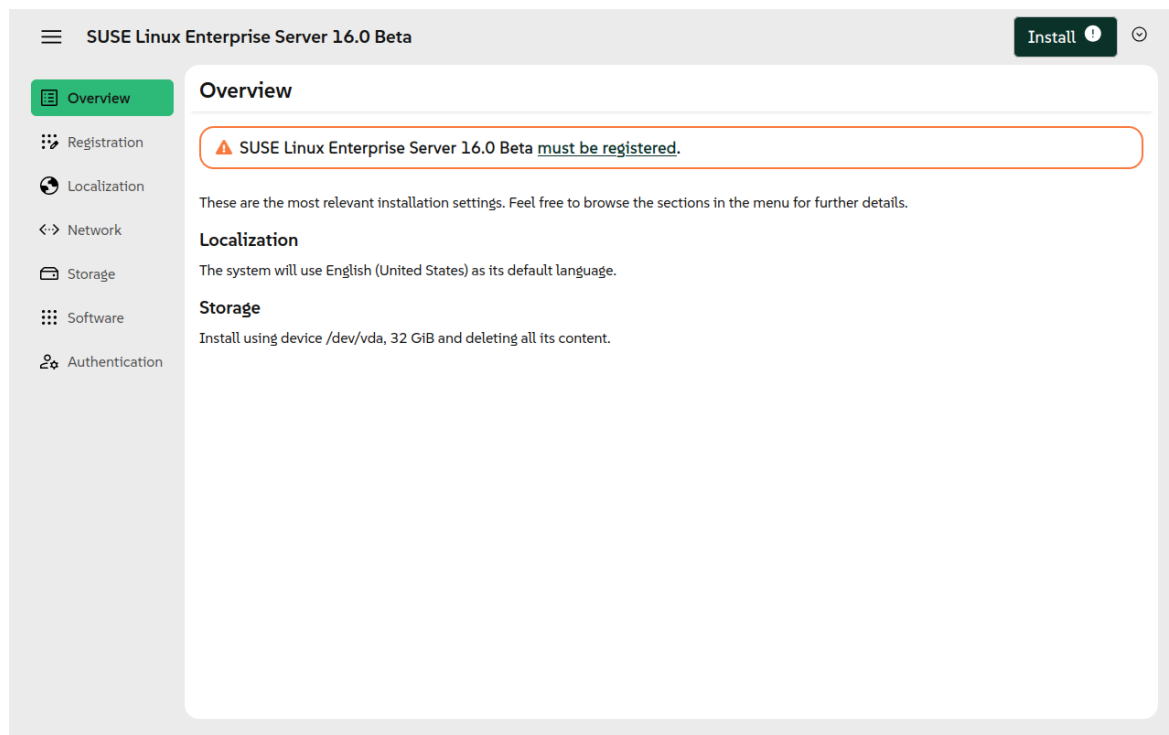 SUSE Linux Enterprise Server 16.0 Beta
Install
Overview
Registration
Localization
Network
Storage
Software
Authentication
Overview
SUSE Linux Enterprise Server 16.0 Beta must be registered.
These are the most relevant installation settings. Feel free to browse the sections in the menu for further details.
Localization
The system will use English (United States) as its default language.
Storage
Install using device /dev/vda, 32 GiB and deleting all its content.